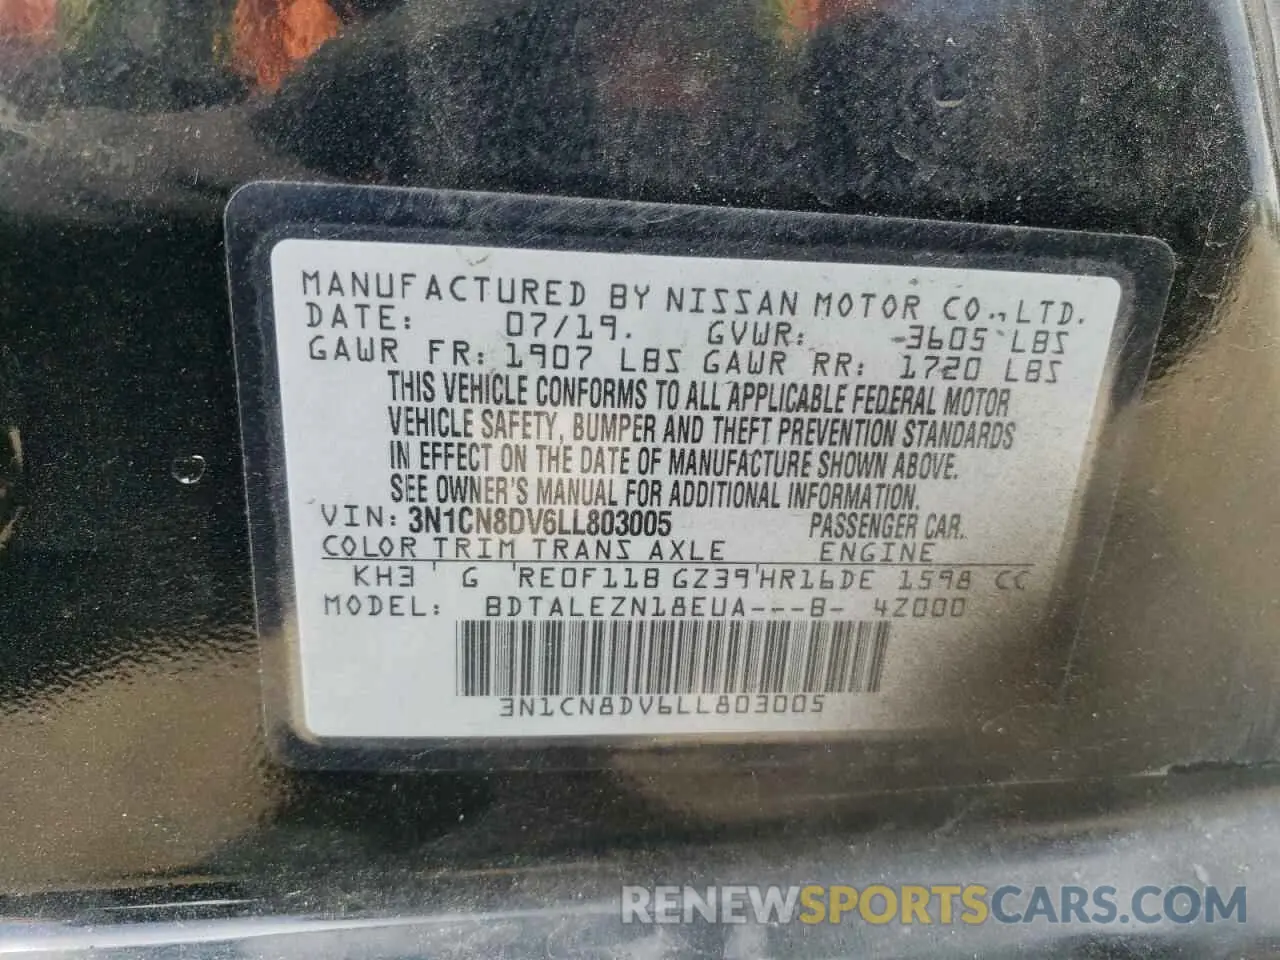 MANUFACTURED BY NISSAN MOTOR CO., LTD.
DATE: 07/19. GVWR: 3605 LBS
GAWR FR: 1907 LBS GAWR RR: 1720 LBS
THIS VEHICLE CONFORMS TO ALL APPLICABLE FEDERAL MOTOR
VEHICLE SAFETY, BUMPER AND THEFT PREVENTION STANDARDS
IN EFFECT ON THE DATE OF MANUFACTURE SHOWN ABOVE.
SEE OWNER'S MANUAL FOR ADDITIONAL INFORMATION.
VIN: 3N1CN8DV6LL803005 PASSENGER CAR.
COLOR TRIM TRANS AXLE ENGINE
KH3 G RE0F11B GZ39 HR16DE 1598 CC
MODEL: BDTALEZN18EUA---B- 4Z000
3N1CN8DV6LL803005
RENEWSPORTSCARS.COM